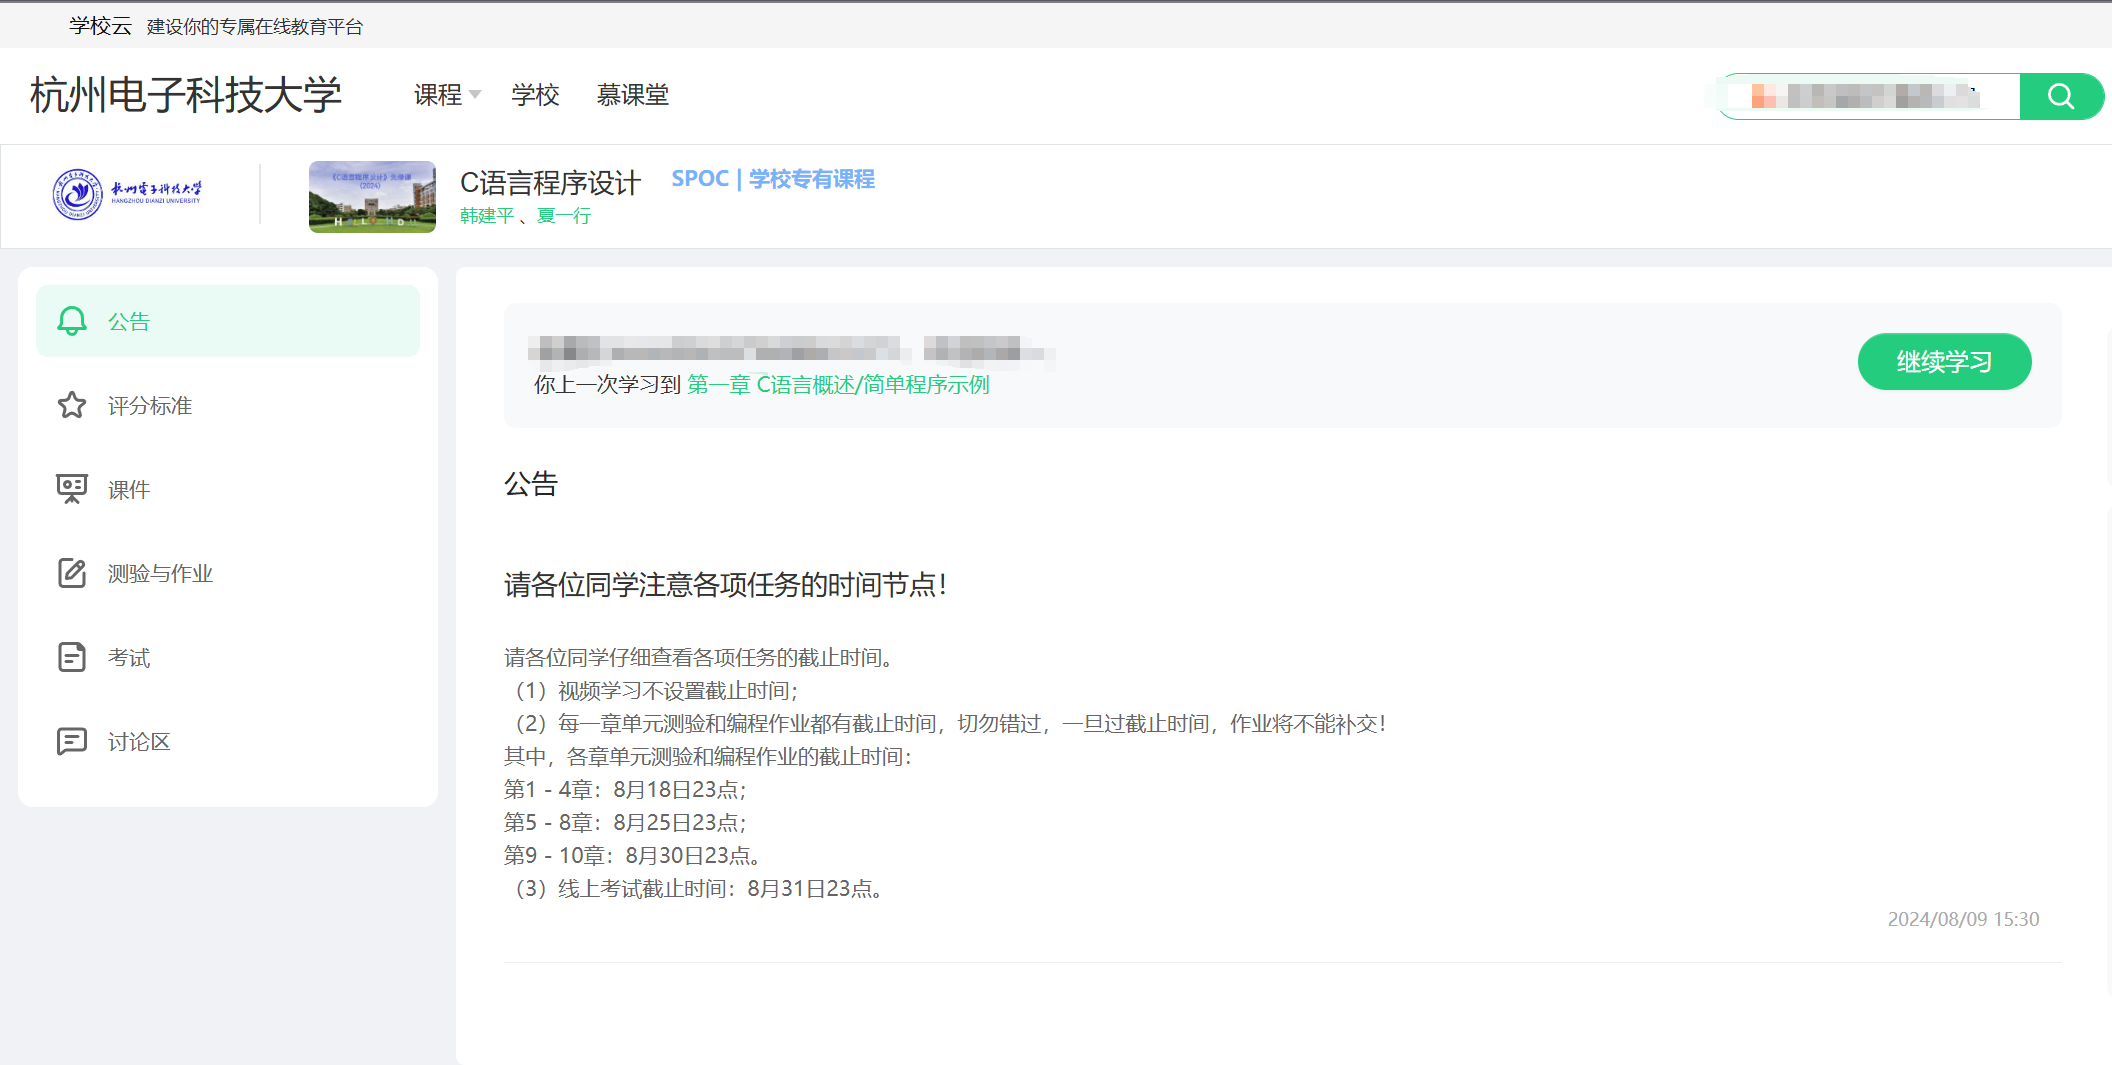 学校云 建设你的专属在线教育平台
杭州电子科技大学 课程 学校 慕课堂
杭州电子科技大学
HANGZHOU DIANZI UNIVERSITY
《C语言程序设计》先修课
(2024)
C语言程序设计 SPOC | 学校专有课程
韩建平 、夏一行
公告
评分标准
课件
测验与作业
考试
讨论区
你上一次学习到 第一章 C语言概述/简单程序示例
继续学习
公告
请各位同学注意各项任务的时间节点！
请各位同学仔细查看各项任务的截止时间。
（1）视频学习不设置截止时间；
（2）每一章单元测验和编程作业都有截止时间，切勿错过，一旦过截止时间，作业将不能补交！
其中，各章单元测验和编程作业的截止时间：
第1 - 4章：8月18日23点；
第5 - 8章：8月25日23点；
第9 - 10章：8月30日23点。
（3）线上考试截止时间：8月31日23点。
2024/08/09 15:30